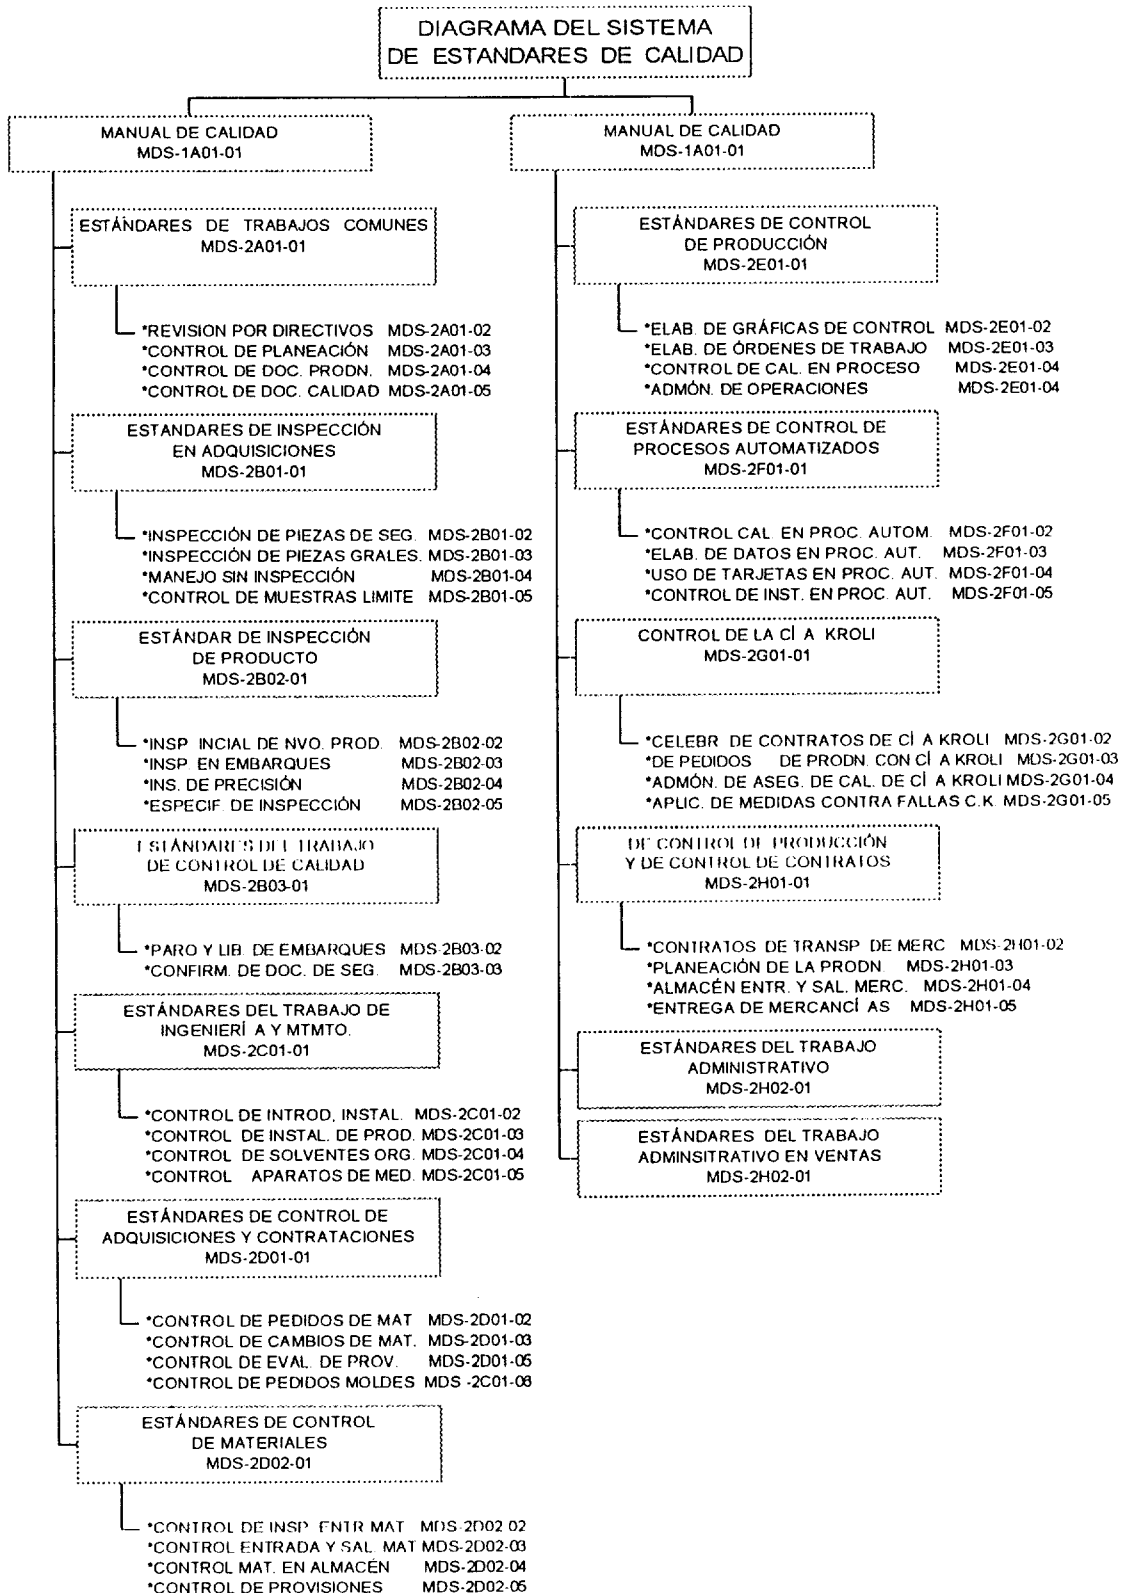 DIAGRAMA DEL SISTEMA
DE ESTANDARES DE CALIDAD
MANUAL DE CALIDAD
MDS-1A01-01
ESTÁNDARES DE TRABAJOS COMUNES
MDS-2A01-01
*REVISION POR DIRECTIVOS MDS-2A01-02
*CONTROL DE PLANEACIÓN MDS-2A01-03
*CONTROL DE DOC. PRODN. MDS-2A01-04
*CONTROL DE DOC. CALIDAD MDS-2A01-05
ESTANDARES DE INSPECCIÓN
EN ADQUISICIONES
MDS-2B01-01
*INSPECCIÓN DE PIEZAS DE SEG. MDS-2B01-02
*INSPECCIÓN DE PIEZAS GRALES. MDS-2B01-03
*MANEJO SIN INSPECCIÓN MDS-2B01-04
*CONTROL DE MUESTRAS LIMITE MDS-2B01-05
ESTÁNDAR DE INSPECCIÓN
DE PRODUCTO
MDS-2B02-01
*INSP INCIAL DE NVO. PROD. MDS-2B02-02
*INSP. EN EMBARQUES MDS-2B02-03
*INS. DE PRECISIÓN MDS-2B02-04
*ESPECIF. DE INSPECCIÓN MDS-2B02-05
ESTÁNDARES DEL TRABAJO
DE CONTROL DE CALIDAD
MDS-2B03-01
*PARO Y LIB. DE EMBARQUES MDS-2B03-02
*CONFIRM. DE DOC. DE SEG. MDS-2B03-03
ESTÁNDARES DEL TRABAJO DE
INGENIERÍ A Y MTMTO.
MDS-2C01-01
*CONTROL DE INTROD, INSTAL. MDS-2C01-02
*CONTROL DE INSTAL. DE PROD. MDS-2C01-03
*CONTROL DE SOLVENTES ORG. MDS-2C01-04
*CONTROL APARATOS DE MED. MDS-2C01-05
ESTÁNDARES DE CONTROL DE
ADQUISICIONES Y CONTRATACIONES
MDS-2D01-01
*CONTROL DE PEDIDOS DE MAT MDS-2D01-02
*CONTROL DE CAMBIOS DE MAT. MDS-2D01-03
*CONTROL DE EVAL. DE PROV. MDS-2D01-05
*CONTROL DE PEDIDOS MOLDES MDS -2C01-06
ESTÁNDARES DE CONTROL
DE MATERIALES
MDS-2D02-01
*CONTROL DE INSP. ENTR MAT MDS-2D02-02
*CONTROL ENTRADA Y SAL. MAT MDS-2D02-03
*CONTROL MAT. EN ALMACÉN MDS-2D02-04
*CONTROL DE PROVISIONES MDS-2D02-05
MANUAL DE CALIDAD
MDS-1A01-01
ESTÁNDARES DE CONTROL
DE PRODUCCIÓN
MDS-2E01-01
*ELAB. DE GRÁFICAS DE CONTROL MDS-2E01-02
*ELAB. DE ÓRDENES DE TRABAJO MDS-2E01-03
*CONTROL DE CAL. EN PROCESO MDS-2E01-04
*ADMÓN. DE OPERACIONES MDS-2E01-04
ESTÁNDARES DE CONTROL DE
PROCESOS AUTOMATIZADOS
MDS-2F01-01
*CONTROL CAL. EN PROC. AUTOM. MDS-2F01-02
*ELAB. DE DATOS EN PROC. AUT. MDS-2F01-03
*USO DE TARJETAS EN PROC. AUT. MDS-2F01-04
*CONTROL DE INST. EN PROC. AUT. MDS-2F01-05
CONTROL DE LA CÍ A KROLI
MDS-2G01-01
*CELEBR. DE CONTRATOS DE CÍ A KROLI MDS-2G01-02
*DE PEDIDOS DE PRODN. CON CÍ A KROLI MDS-2G01-03
*ADMÓN. DE ASEG. DE CAL. DE CÍ A KROLI MDS-2G01-04
*APLIC. DE MEDIDAS CONTRA FALLAS C.K. MDS-2G01-05
DE CONTROL DE PRODUCCIÓN
Y DE CONTROL DE CONTRATOS
MDS-2H01-01
*CONTRATOS DE TRANSP. DE MERC MDS-2H01-02
*PLANEACIÓN DE LA PRODN. MDS-2H01-03
*ALMACÉN ENTR. Y SAL. MERC. MDS-2H01-04
*ENTREGA DE MERCANCÍ AS MDS-2H01-05
ESTÁNDARES DEL TRABAJO
ADMINISTRATIVO
MDS-2H02-01
ESTÁNDARES DEL TRABAJO
ADMINSITRATIVO EN VENTAS
MDS-2H02-01